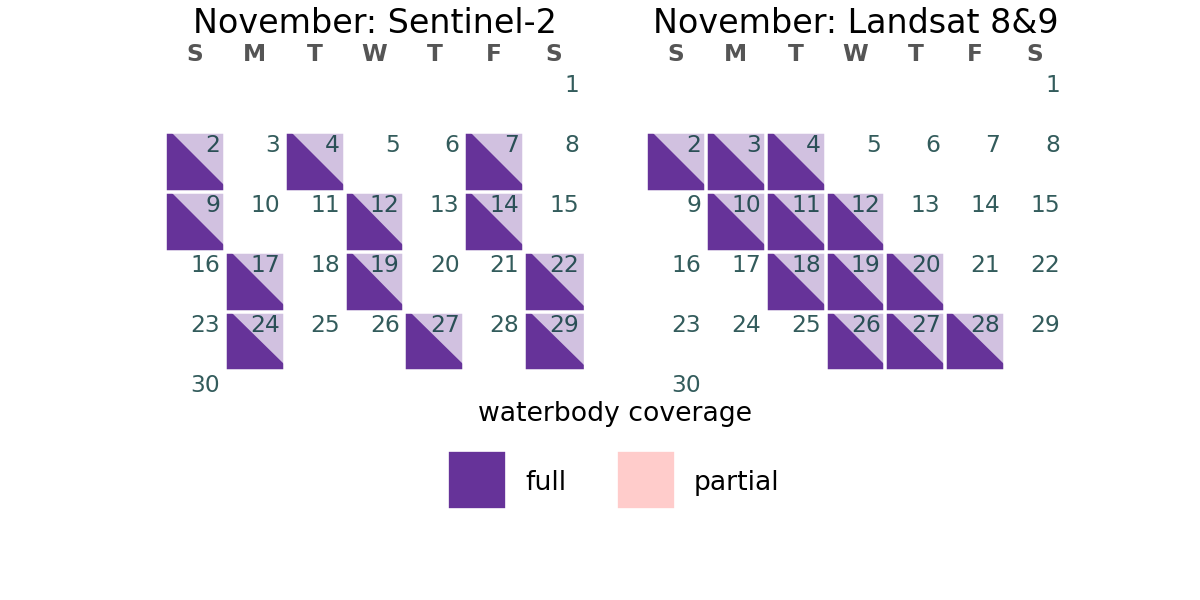 November: Sentinel-2
S M T W T F S
1
2 3 4 5 6 7 8
9 10 11 12 13 14 15
16 17 18 19 20 21 22
23 24 25 26 27 28 29
30
November: Landsat 8&9
S M T W T F S
1
2 3 4 5 6 7 8
9 10 11 12 13 14 15
16 17 18 19 20 21 22
23 24 25 26 27 28 29
30
waterbody coverage
full partial